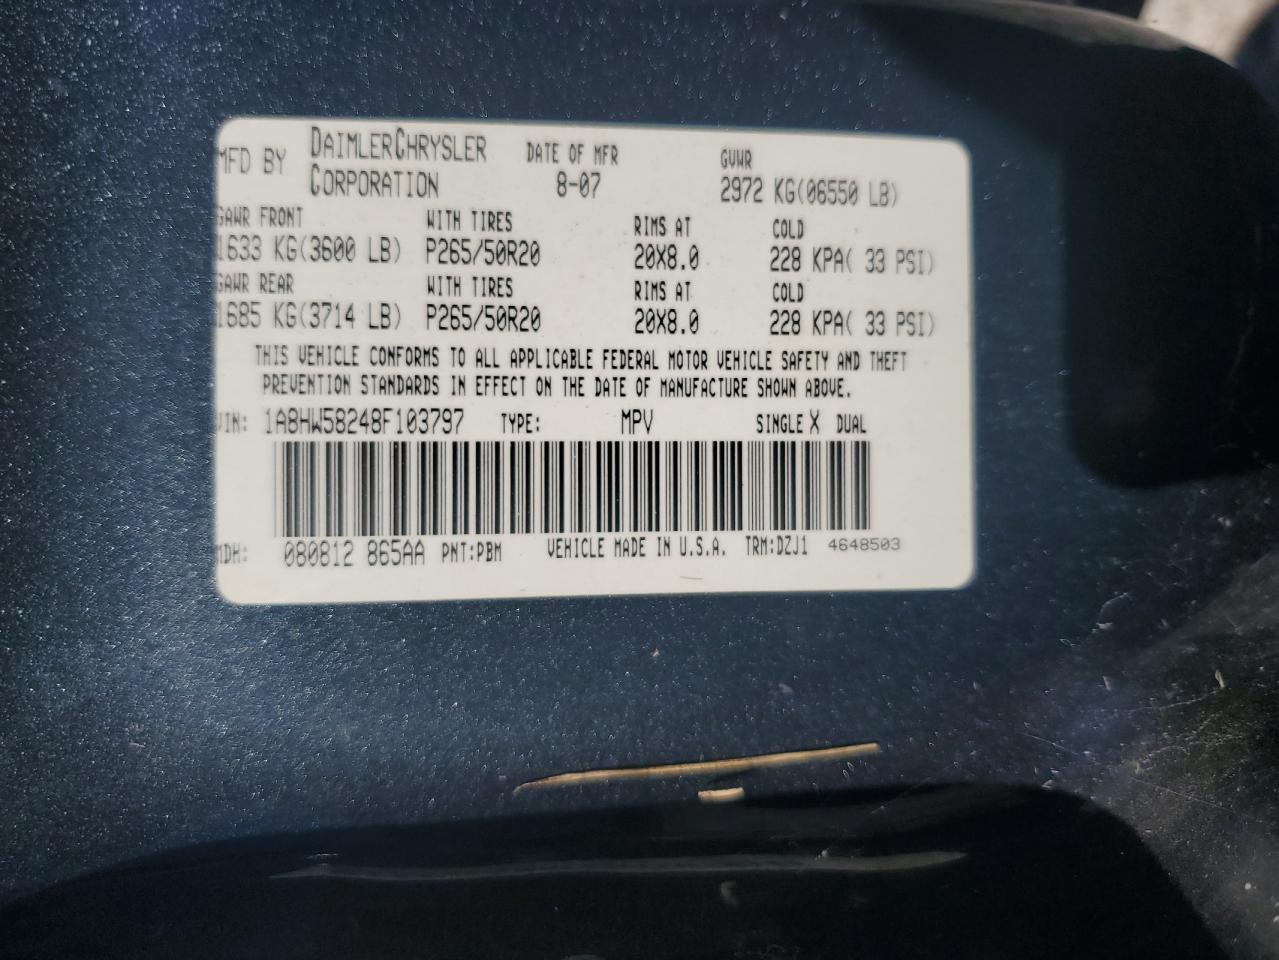 MFD BY DAIMLERCHRYSLER CORPORATION DATE OF MFR 8-07 GVWR 2972 KG(06550 LB)
GAWR FRONT WITH TIRES RIMS AT COLD
1633 KG(3600 LB) P265/50R20 20X8.0 228 KPA( 33 PSI)
GAWR REAR WITH TIRES RIMS AT COLD
1685 KG(3714 LB) P265/50R20 20X8.0 228 KPA( 33 PSI)
THIS VEHICLE CONFORMS TO ALL APPLICABLE FEDERAL MOTOR VEHICLE SAFETY AND THEFT
PREVENTION STANDARDS IN EFFECT ON THE DATE OF MANUFACTURE SHOWN ABOVE.
VIN: 1A8HW58248F103797 TYPE: MPV SINGLE X DUAL
MDH: 080812 865AA PNT:PBM VEHICLE MADE IN U.S.A. TRM:DZJ1 4648503